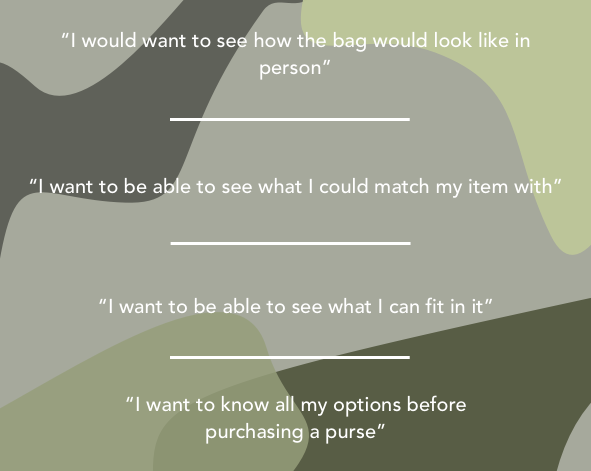 “I would want to see how the bag would look like in
person”
“I want to be able to see what I could match my item with”
“I want to be able to see what I can fit in it”
“I want to know all my options before
purchasing a purse”